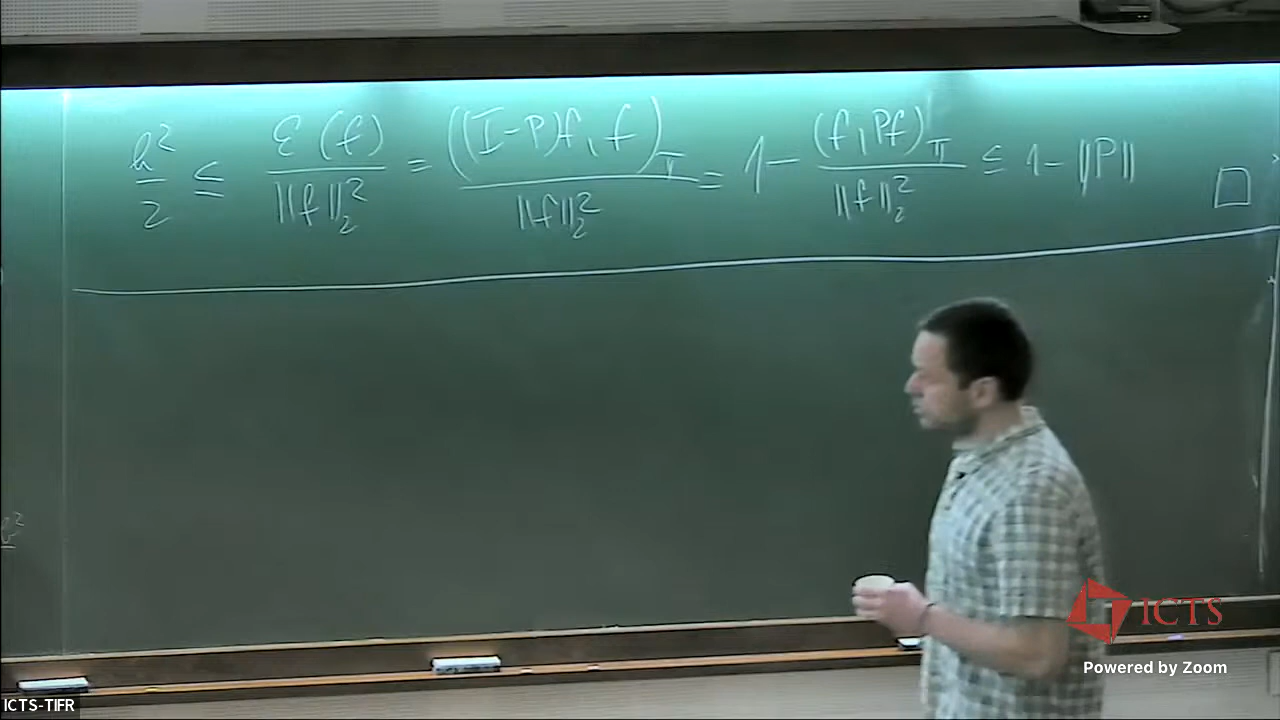 h²/2 ≤ ℰ(f)/‖f‖₂² = ((I-P)f, f)_π/‖f‖₂² = 1 - (f, Pf)_π/‖f‖₂² ≤ 1 - ‖P‖ □
ICTS
Powered by Zoom
ICTS-TIFR